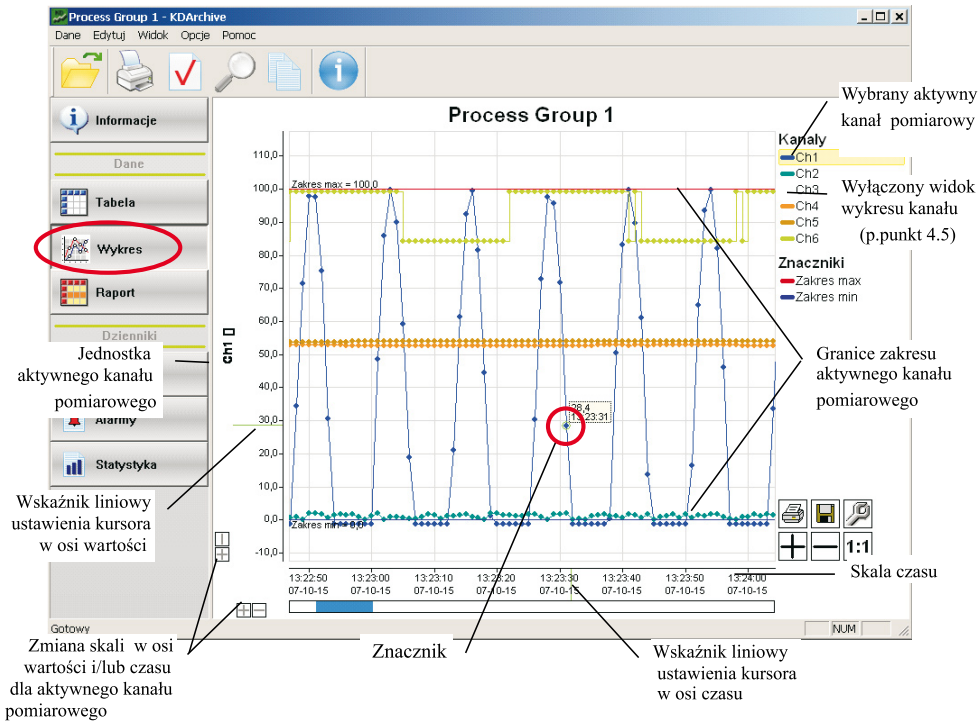 Process Group 1 - KDArchive
Dane Edytuj Widok Opcje Pomoc
Informacje
Dane
Tabela
Wykres
Raport
Dzienniki
Alarmy
Statystyka
Process Group 1
Ch1 []
110,0
100,0
90,0
80,0
70,0
60,0
50,0
40,0
30,0
20,0
10,0
0,0
-10,0
Zakres max = 100,0
Zakres min = 0,0
28,4
13:23:31
13:22:50 13:23:00 13:23:10 13:23:20 13:23:30 13:23:40 13:23:50 13:24:00
07-10-15 07-10-15 07-10-15 07-10-15 07-10-15 07-10-15 07-10-15 07-10-15
Kanały
Ch1
Ch2
Ch3
Ch4
Ch5
Ch6
Znaczniki
Zakres max
Zakres min
1:1
Gotowy
NUM
Wybrany aktywny
kanał pomiarowy
Wyłączony widok
wykresu kanału
(p.punkt 4.5)
Granice zakresu
aktywnego kanału
pomiarowego
Skala czasu
Jednostka
aktywnego kanału
pomiarowego
Wskaźnik liniowy
ustawienia kursora
w osi wartości
Zmiana skali w osi
wartości i/lub czasu
dla aktywnego kanału
pomiarowego
Znacznik
Wskaźnik liniowy
ustawienia kursora
w osi czasu